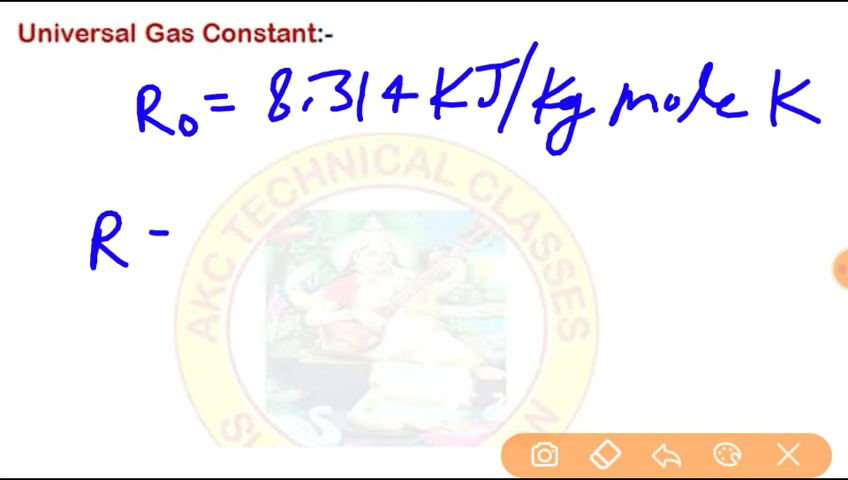 Universal Gas Constant:-
R₀ = 8.314 KJ/Kg mole K
R -
AKC TECHNICAL CLASSES